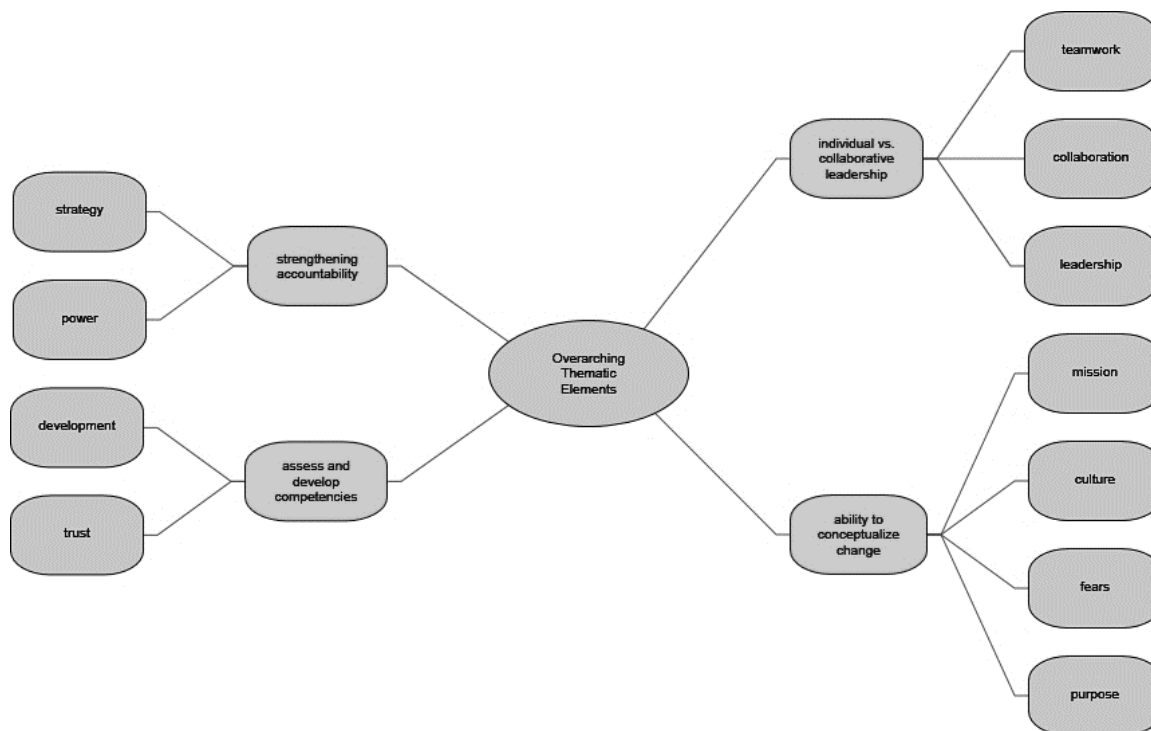 strategy
power
development
trust
strengthening
accountability
assess and
develop
competencies
Overarching
Thematic
Elements
individual vs.
collaborative
leadership
ability to
conceptualize
change
teamwork
collaboration
leadership
mission
culture
fears
purpose